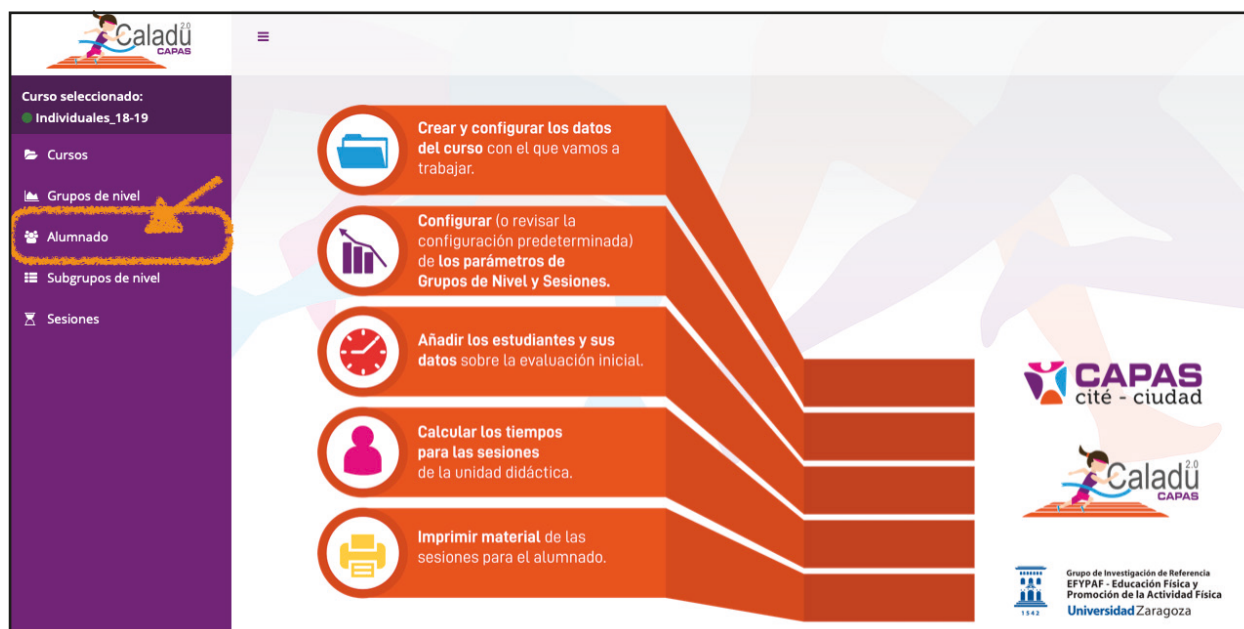 Caladü 2.0
CAPAS
Curso seleccionado:
Individuales_18-19
Cursos
Grupos de nivel
Alumnado
Subgrupos de nivel
Sesiones
Crear y configurar los datos
del curso con el que vamos a
trabajar.
Configurar (o revisar la
configuración predeterminada)
de los parámetros de
Grupos de Nivel y Sesiones.
Añadir los estudiantes y sus
datos sobre la evaluación inicial.
Calcular los tiempos
para las sesiones
de la unidad didáctica.
Imprimir material de las
sesiones para el alumnado.
CAPAS
cité - ciudad
Caladü 2.0
CAPAS
1542
Grupo de Investigación de Referencia
EFYPAF - Educación Física y
Promoción de la Actividad Física
Universidad Zaragoza